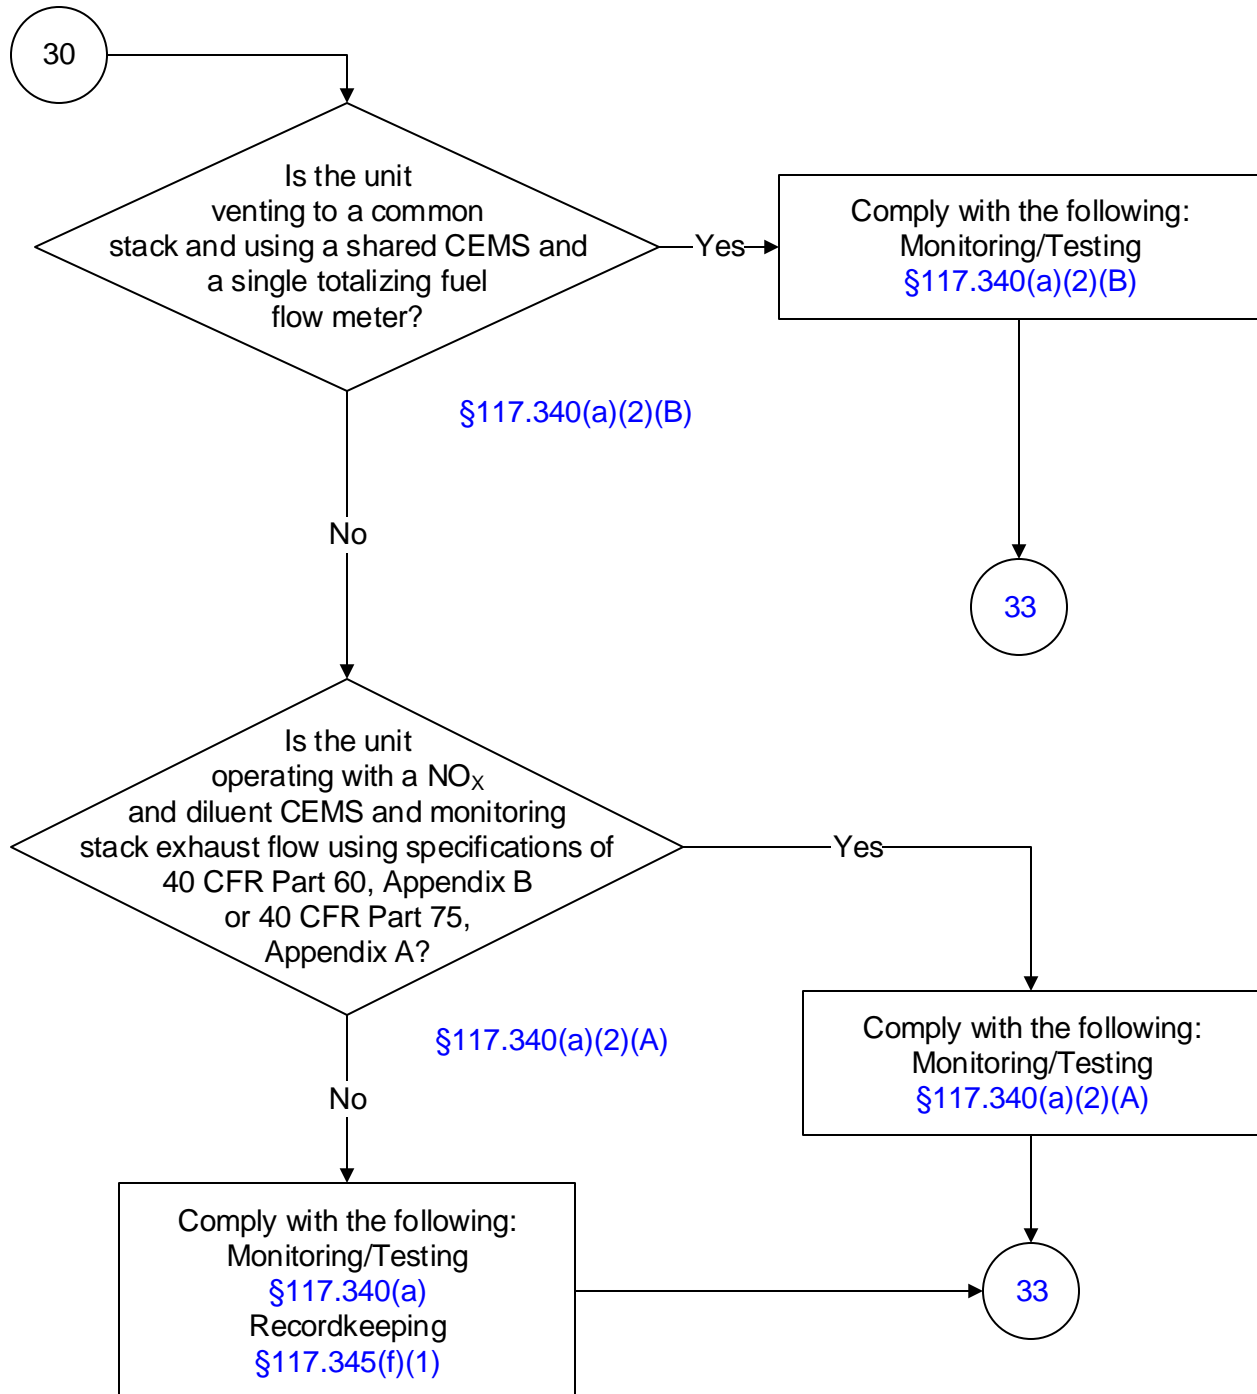 30
Is the unit
venting to a common
stack and using a shared CEMS and
a single totalizing fuel
flow meter?
Yes
Comply with the following:
Monitoring/Testing
§117.340(a)(2)(B)
§117.340(a)(2)(B)
No
33
Is the unit
operating with a NOX
and diluent CEMS and monitoring
stack exhaust flow using specifications of
40 CFR Part 60, Appendix B
or 40 CFR Part 75,
Appendix A?
Yes
§117.340(a)(2)(A)
Comply with the following:
Monitoring/Testing
§117.340(a)(2)(A)
No
Comply with the following:
Monitoring/Testing
§117.340(a)
Recordkeeping
§117.345(f)(1)
33